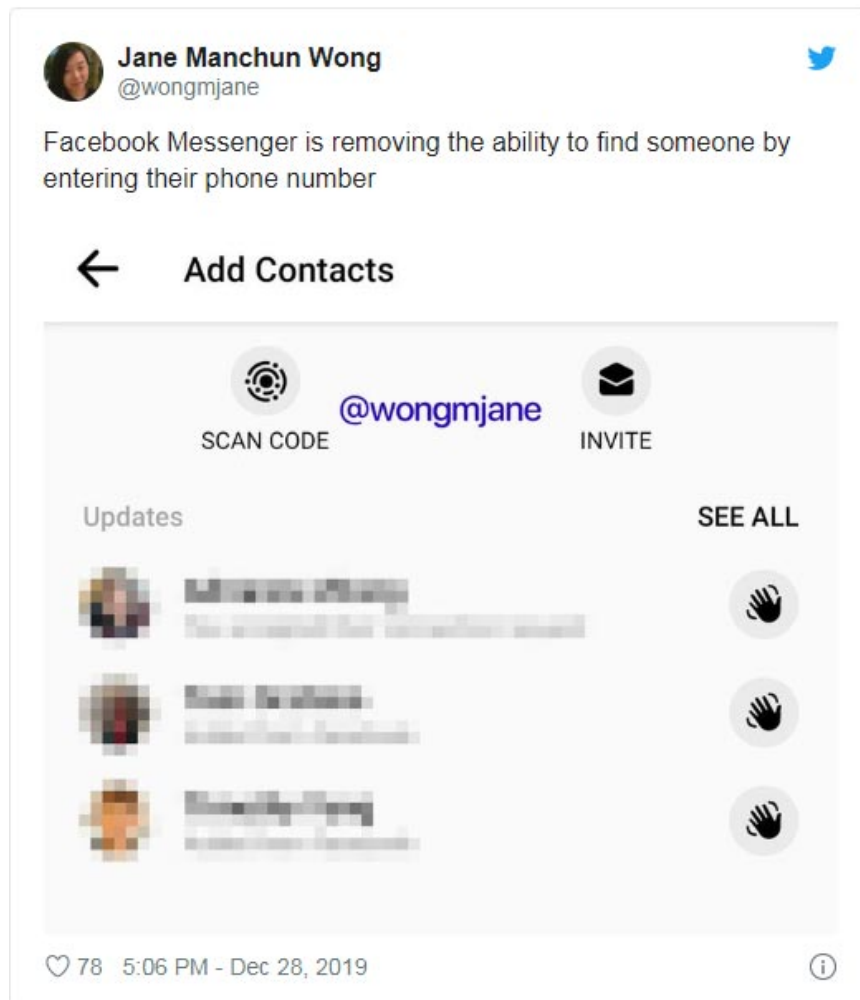 Jane Manchun Wong
@wongmjane
Facebook Messenger is removing the ability to find someone by
entering their phone number
Add Contacts
@wongmjane
SCAN CODE
INVITE
Updates
SEE ALL
78 5:06 PM - Dec 28, 2019